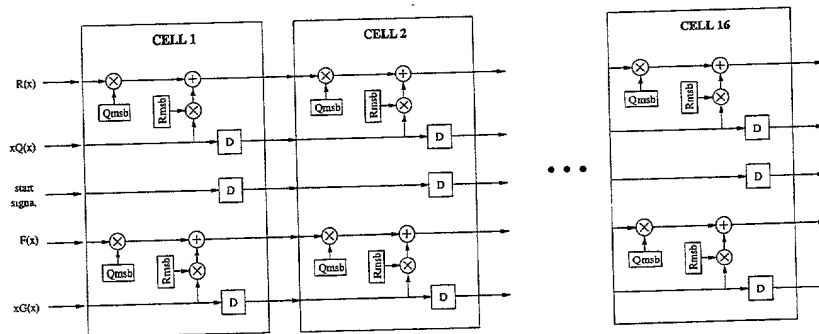 CELL 1
CELL 2
CELL 16
R(x)
Qmsb
Rmsb
Qmsb
Rmsb
Qmsb
Rmsb
xQ(x)
D
D
D
start
signa.
D
D
D
F(x)
Qmsb
Rmsb
Qmsb
Rmsb
Qmsb
Rmsb
xG(x)
D
D
D